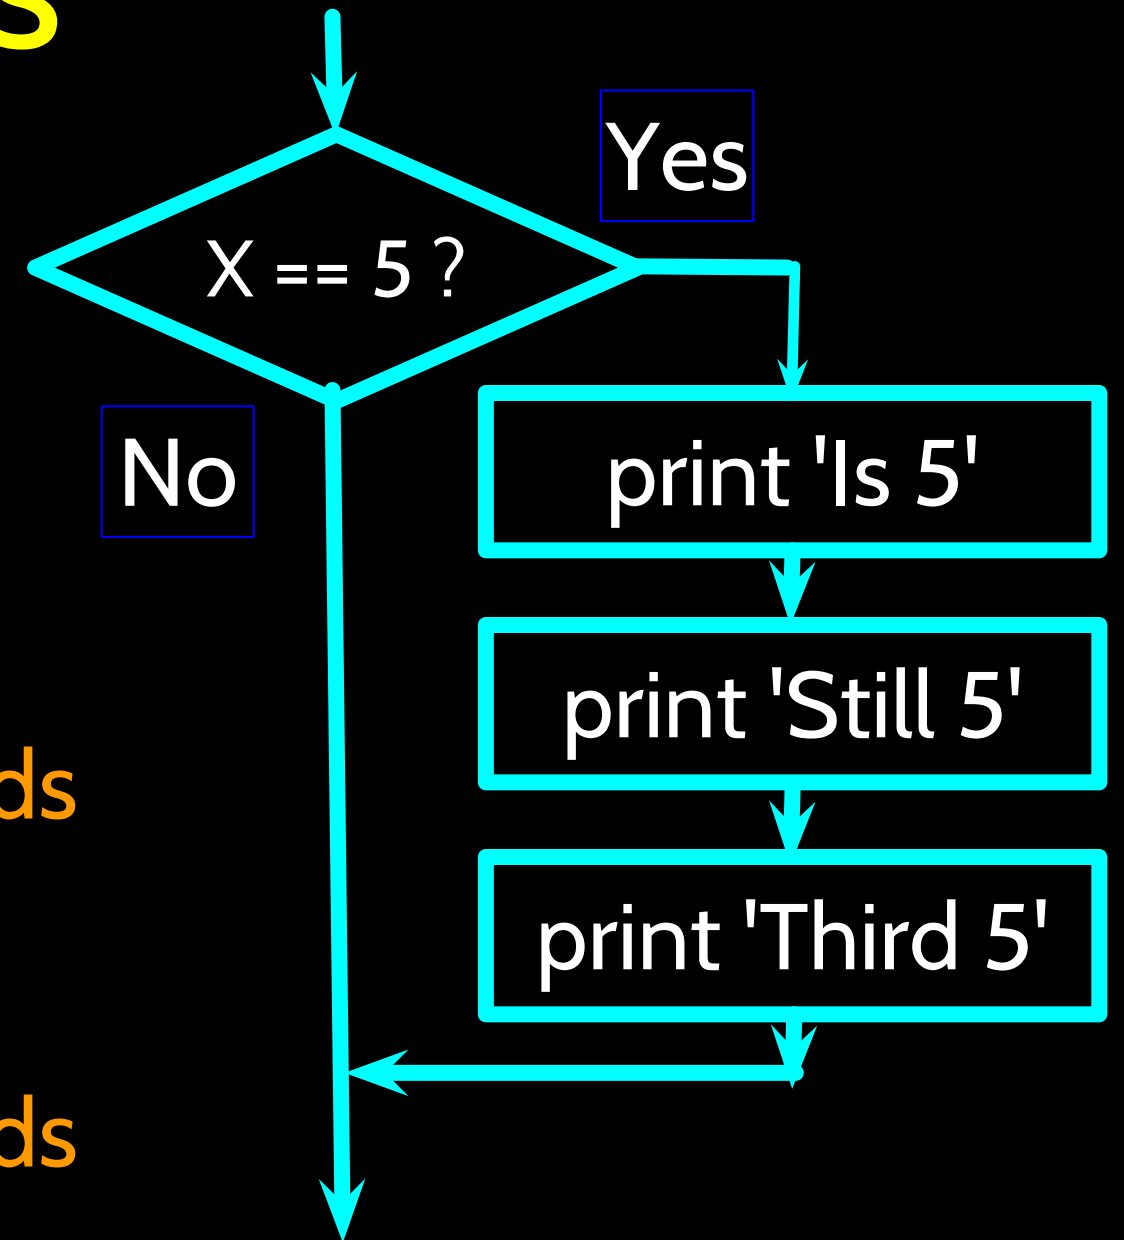 s
Yes
X == 5 ?
No
print 'Is 5'
print 'Still 5'
ds
print 'Third 5'
ds